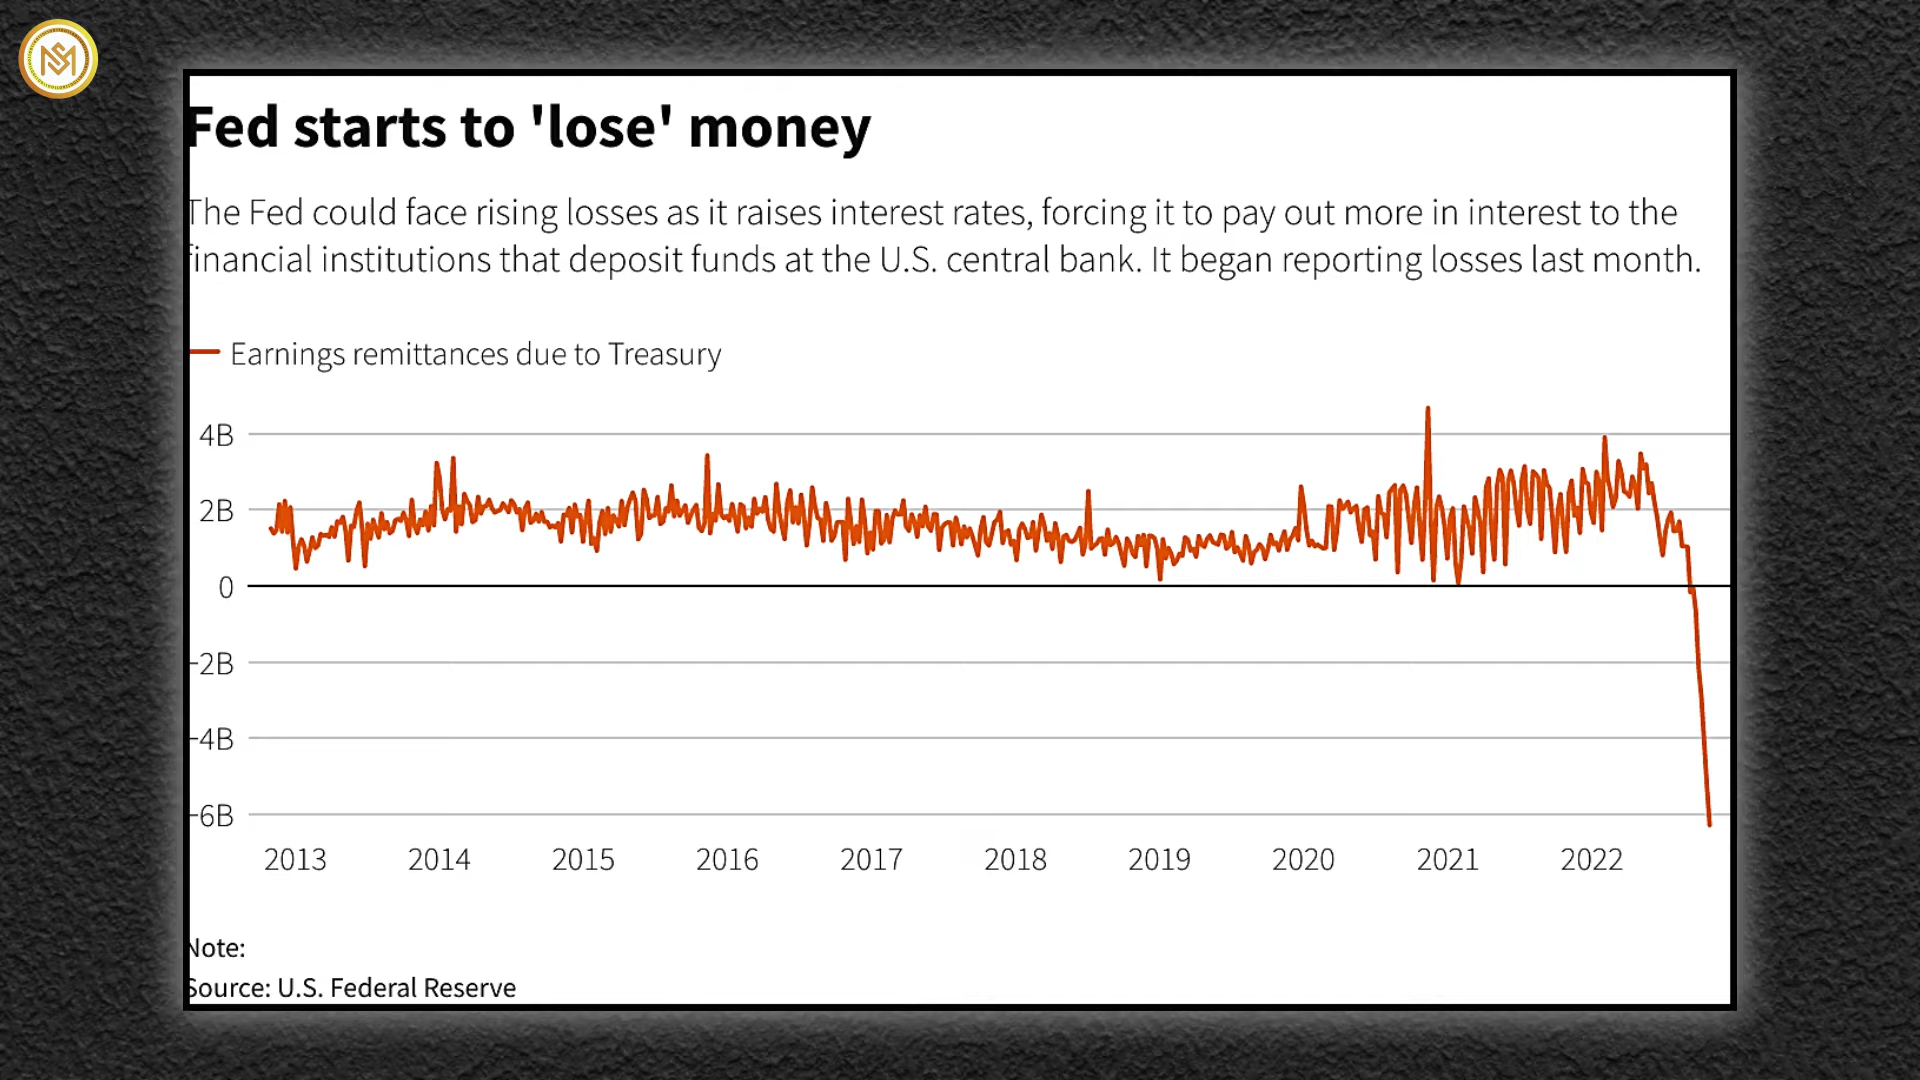 Fed starts to 'lose' money
The Fed could face rising losses as it raises interest rates, forcing it to pay out more in interest to the
financial institutions that deposit funds at the U.S. central bank. It began reporting losses last month.
Earnings remittances due to Treasury
4B
2B
0
-2B
-4B
-6B
2013 2014 2015 2016 2017 2018 2019 2020 2021 2022
Note:
Source: U.S. Federal Reserve